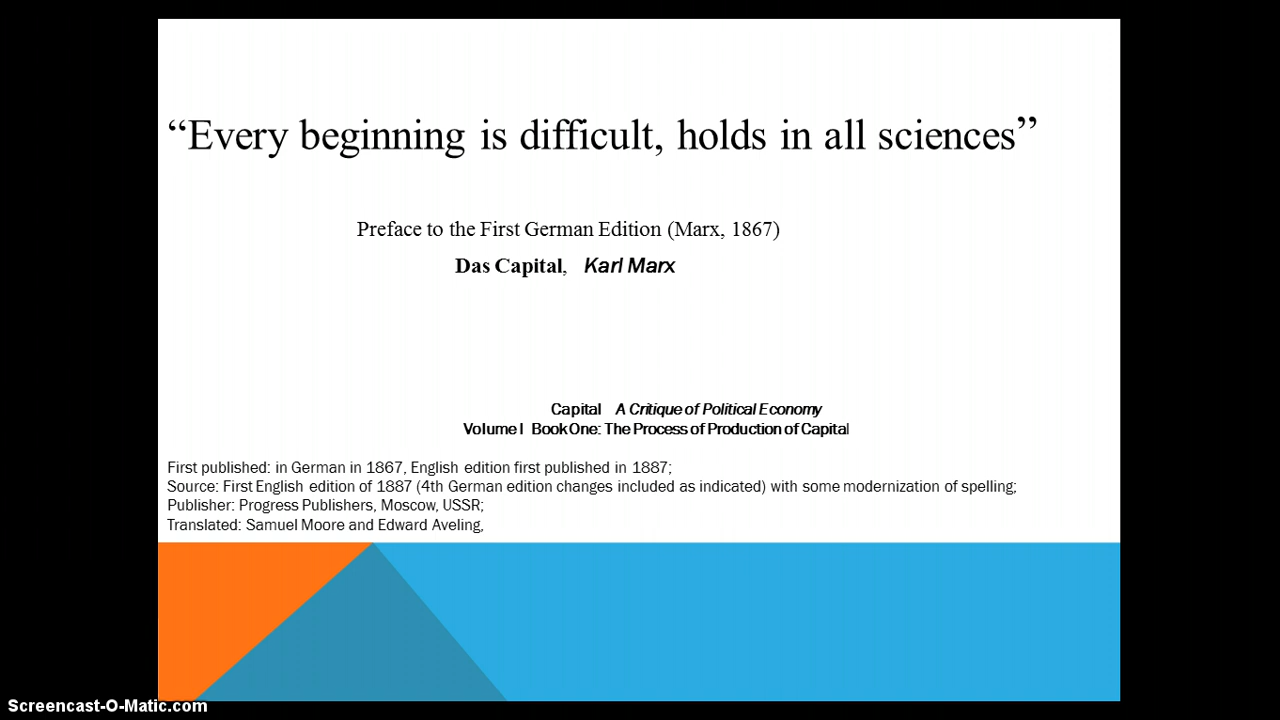 “Every beginning is difficult, holds in all sciences”
Preface to the First German Edition (Marx, 1867)
Das Capital, Karl Marx
Capital A Critique of Political Economy
Volume I Book One: The Process of Production of Capital
First published: in German in 1867, English edition first published in 1887;
Source: First English edition of 1887 (4th German edition changes included as indicated) with some modernization of spelling;
Publisher: Progress Publishers, Moscow, USSR;
Translated: Samuel Moore and Edward Aveling,
Screencast-O-Matic.com